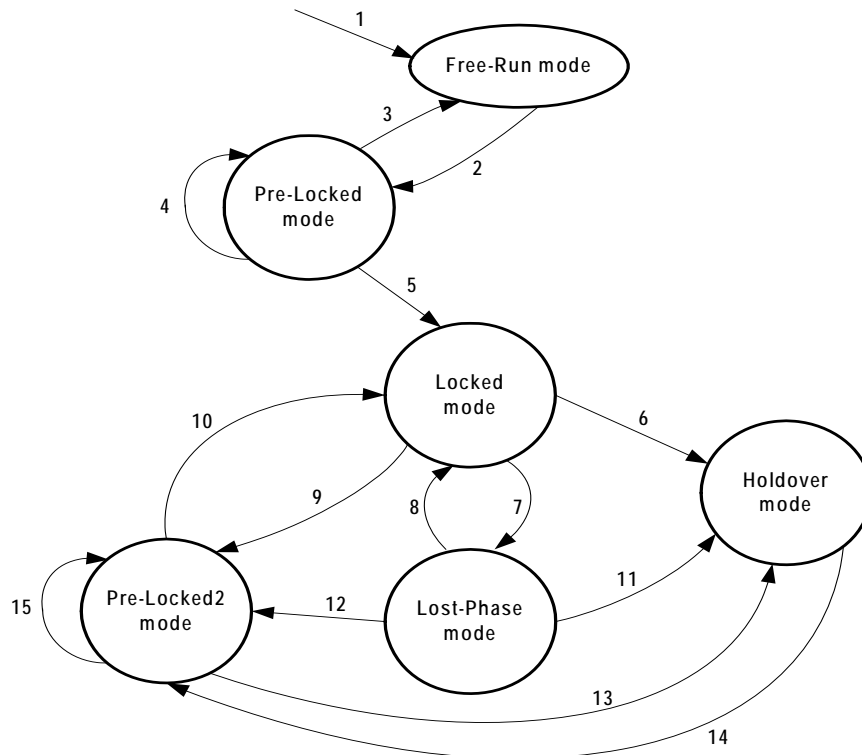 1
Free-Run mode
3
2
Pre-Locked
mode
4
5
Locked
mode
10
6
Holdover
mode
9
8
7
Pre-Locked2
mode
15
12
Lost-Phase
mode
11
13
14